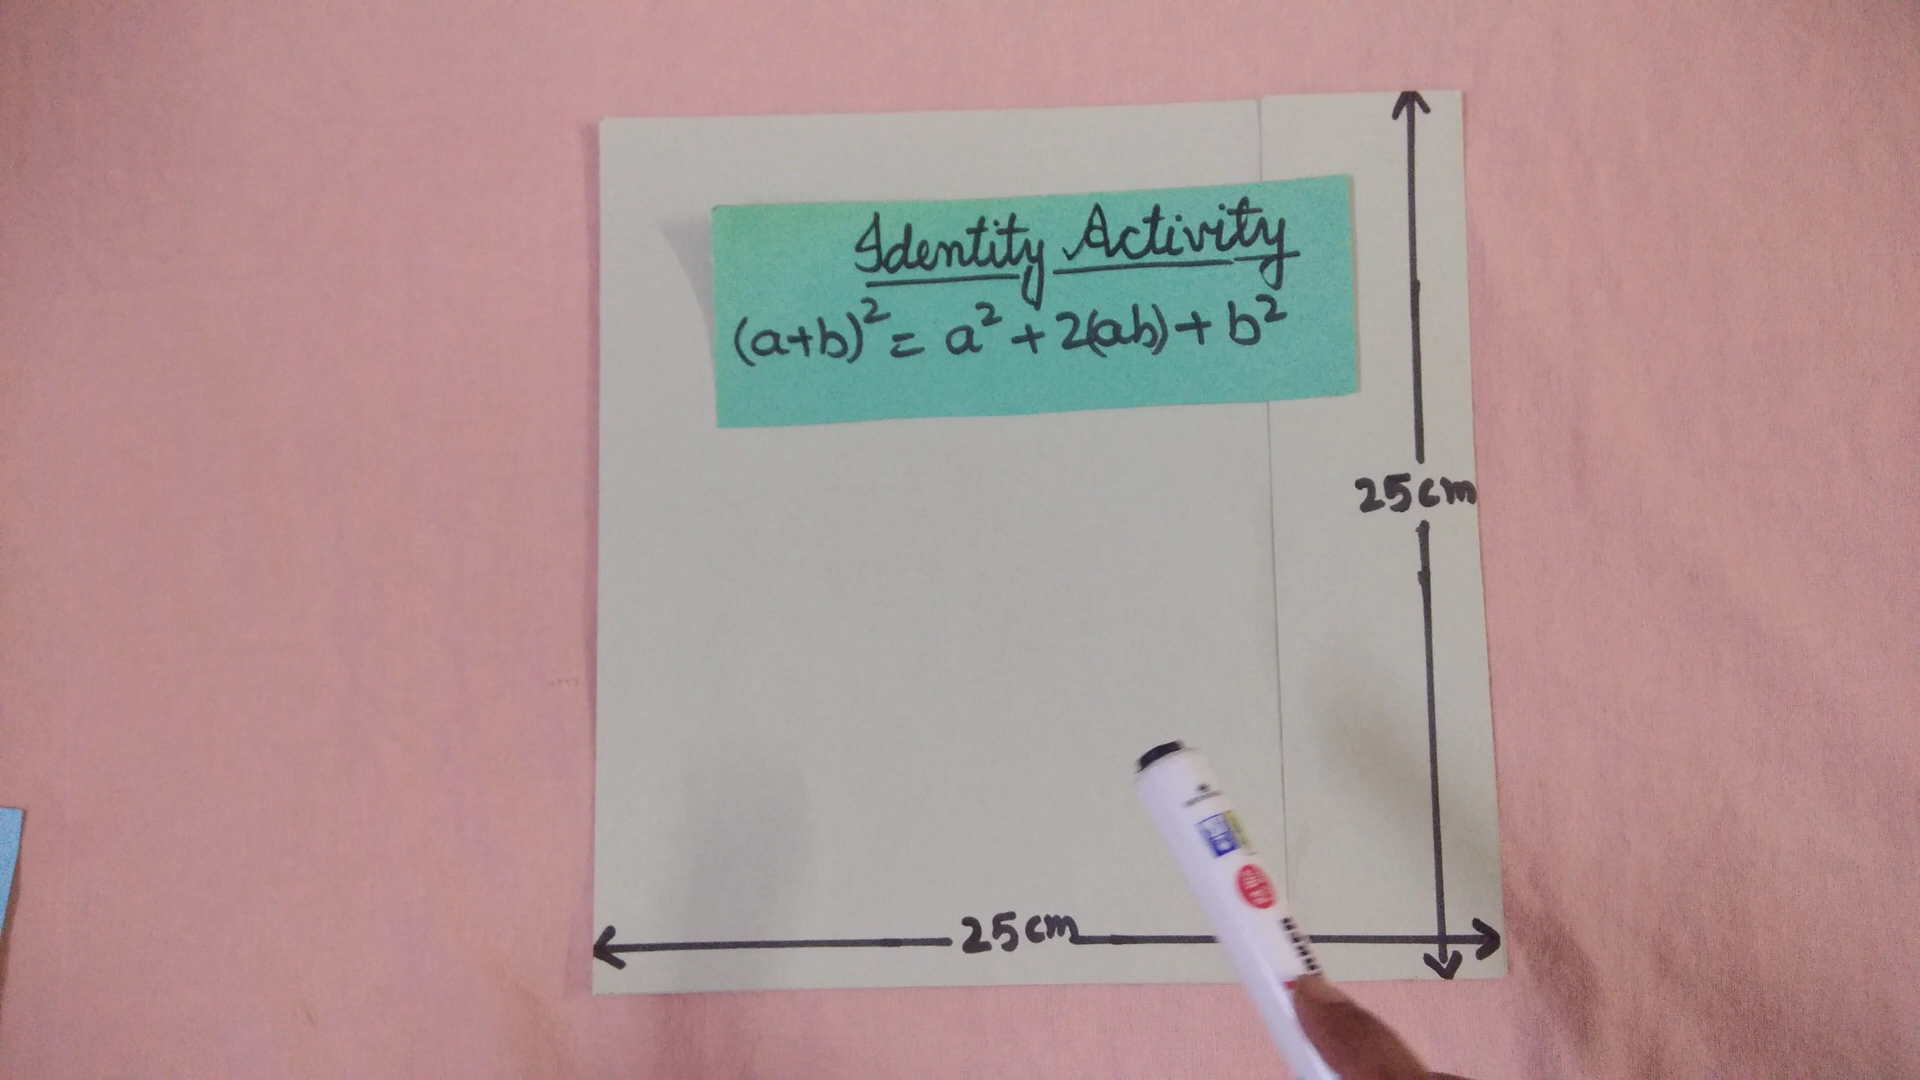 Identity Activity
(a+b)² = a² + 2(ab) + b²
25cm
25cm